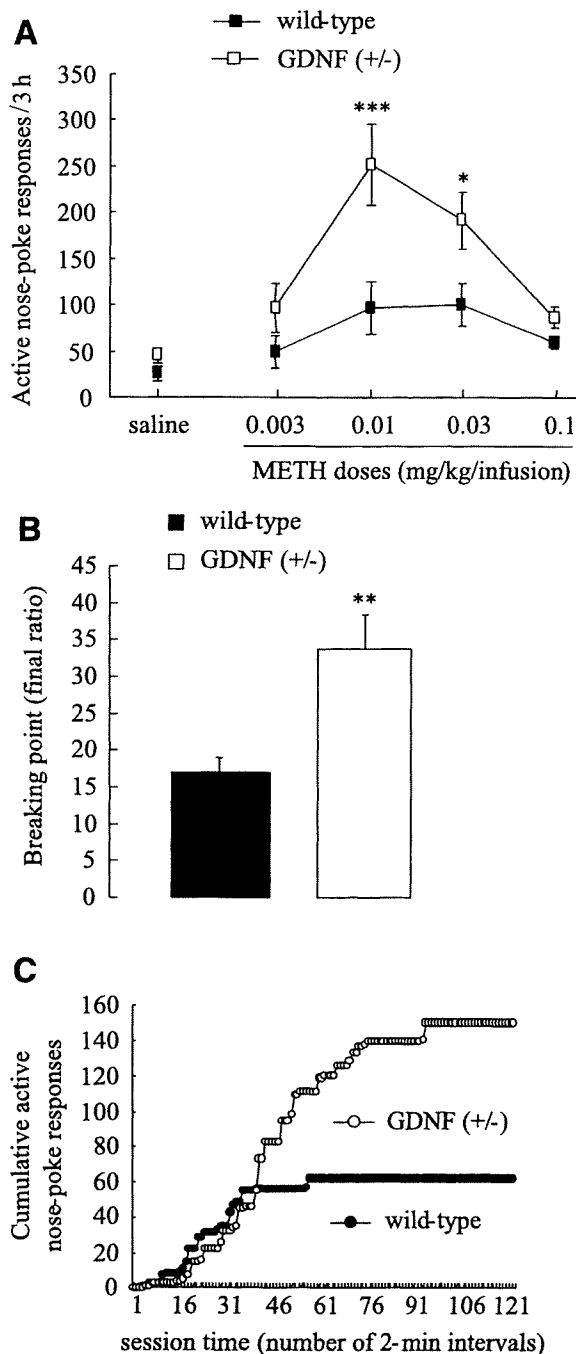 A
wild-type
GDNF (+/-)
Active nose-poke responses/3 h
350
300
250
200
150
100
50
0
***
*
saline
0.003 0.01 0.03 0.1
METH doses (mg/kg/infusion)
B
wild-type
GDNF (+/-)
Breaking point (final ratio)
45
40
35
30
25
20
15
10
5
0
**
C
Cumulative active
nose-poke responses
160
140
120
100
80
60
40
20
0
GDNF (+/-)
wild-type
1 16 31 46 61 76 91 106 121
session time (number of 2-min intervals)